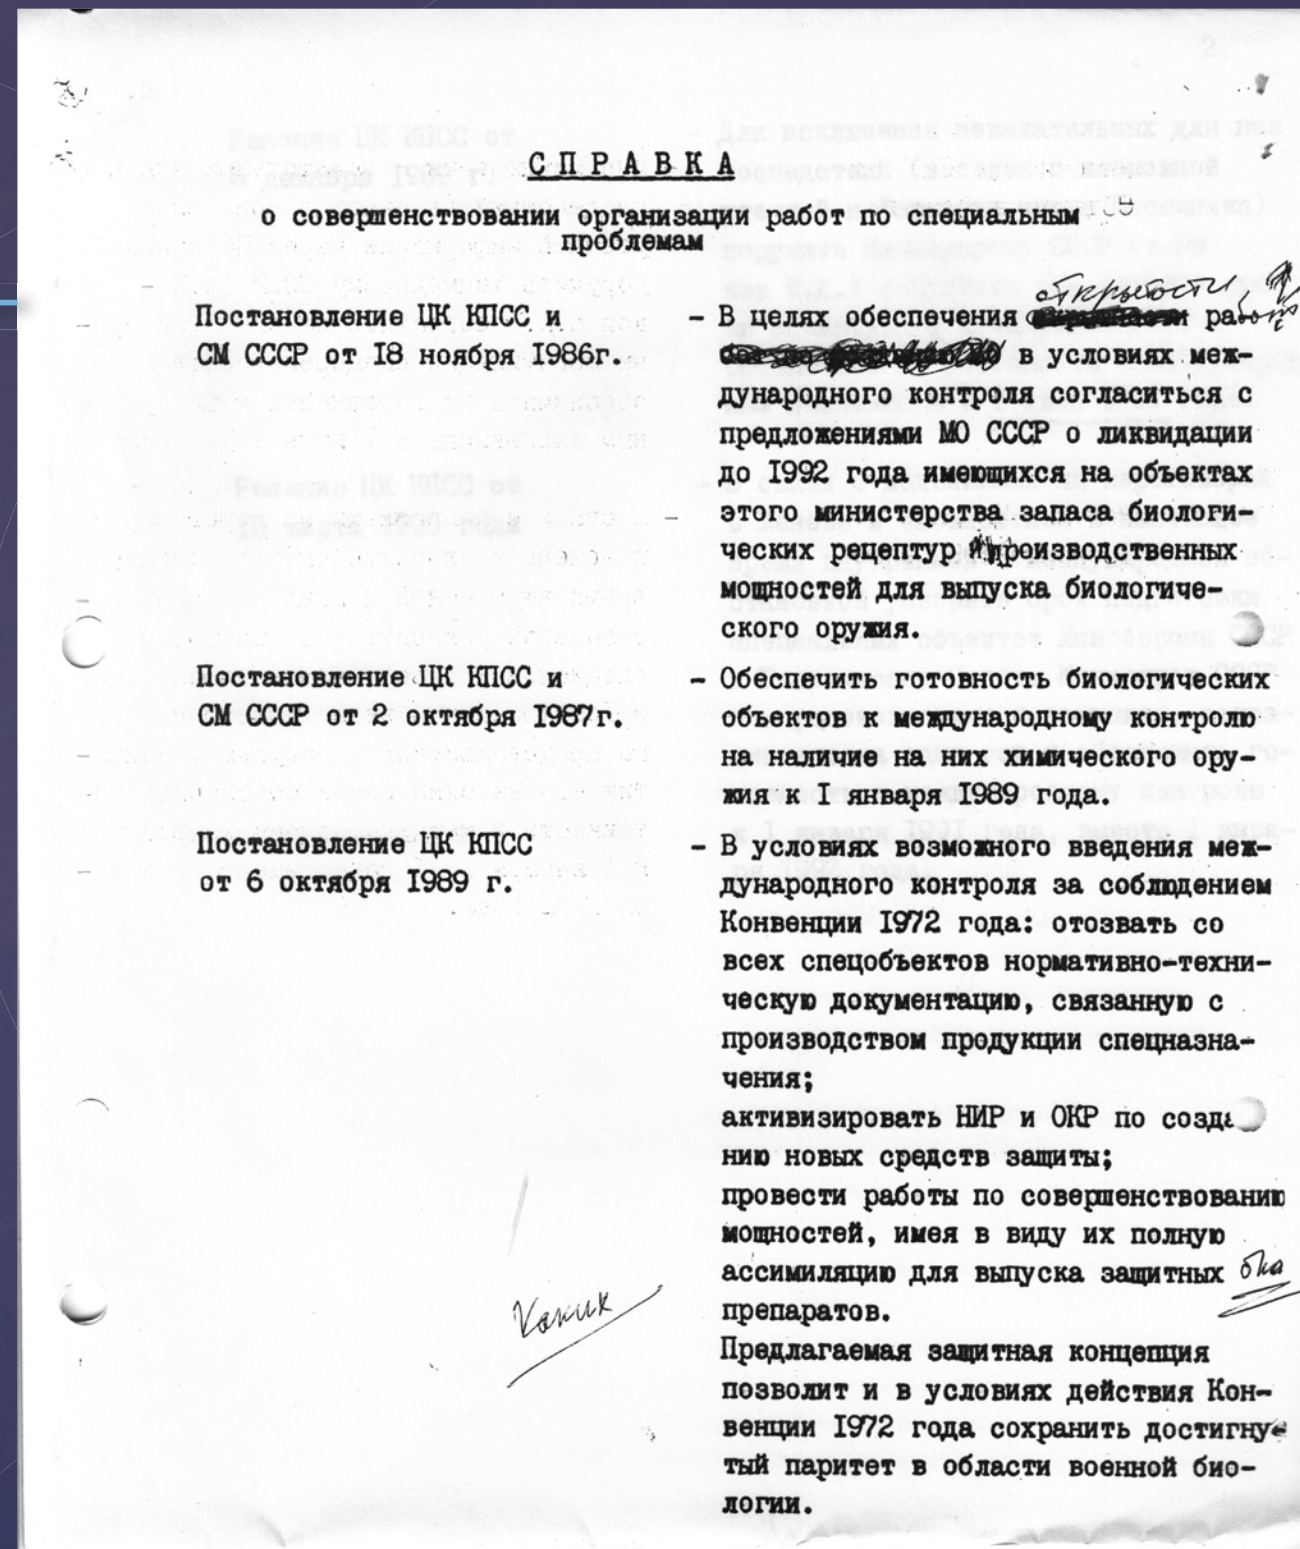 СПРАВКА
о совершенствовании организации работ по специальным
проблемам
Постановление ЦК КПСС и
СМ СССР от 18 ноября 1986г.
- В целях обеспечения открытости работ
в условиях меж-
дународного контроля согласиться с
предложениями МО СССР о ликвидации
до 1992 года имеющихся на объектах
этого министерства запаса биологи-
ческих рецептур и производственных
мощностей для выпуска биологиче-
ского оружия.
Постановление ЦК КПСС и
СМ СССР от 2 октября 1987г.
- Обеспечить готовность биологических
объектов к международному контролю
на наличие на них химического ору-
жия к 1 января 1989 года.
Постановление ЦК КПСС
от 6 октября 1989 г.
- В условиях возможного введения меж-
дународного контроля за соблюдением
Конвенции 1972 года: отозвать со
всех спецобъектов нормативно-техни-
ческую документацию, связанную с
производством продукции спецназна-
чения;
активизировать НИР и ОКР по созда
нию новых средств защиты;
провести работы по совершенствованию
мощностей, имея в виду их полную
ассимиляцию для выпуска защитных
препаратов.
Предлагаемая защитная концепция
позволит и в условиях действия Кон-
венции 1972 года сохранить достигну-
тый паритет в области военной био-
логии.